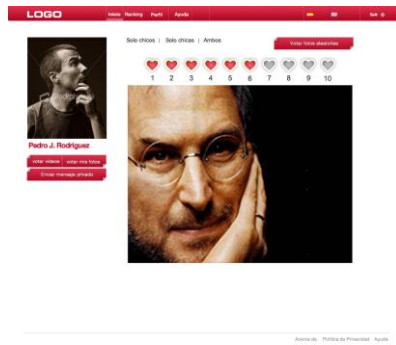 LOGO
Inicio Ranking Perfil Ayuda
Salir
Solo chicos | Solo chicas | Ambos
Votar fotos aleatorias
1 2 3 4 5 6 7 8 9 10
Pedro J. Rodríguez
votar videos votar mis fotos
Enviar mensaje privado
Acerca de Política de Privacidad Ayuda